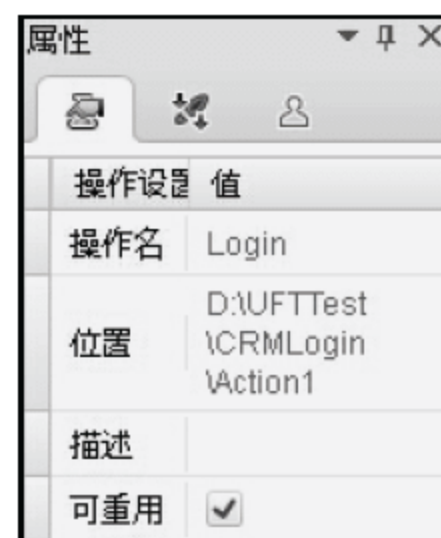 属性
操作设置 值
操作名 Login
位置 D:\UFTTest
\CRMLogin
\Action1
描述
可重用